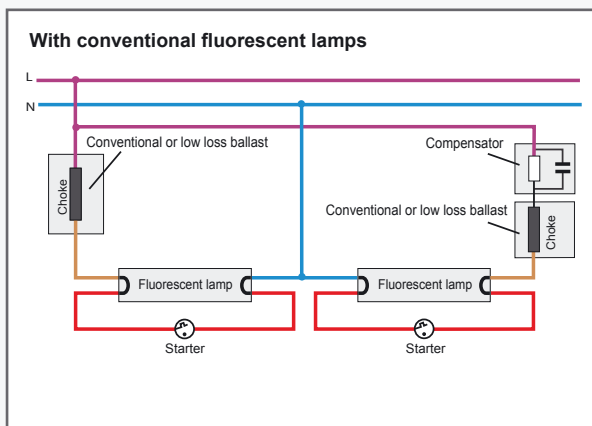 With conventional fluorescent lamps
L
N
Conventional or low loss ballast
Compensator
Choke
Conventional or low loss ballast
Choke
Fluorescent lamp
Fluorescent lamp
Starter
Starter